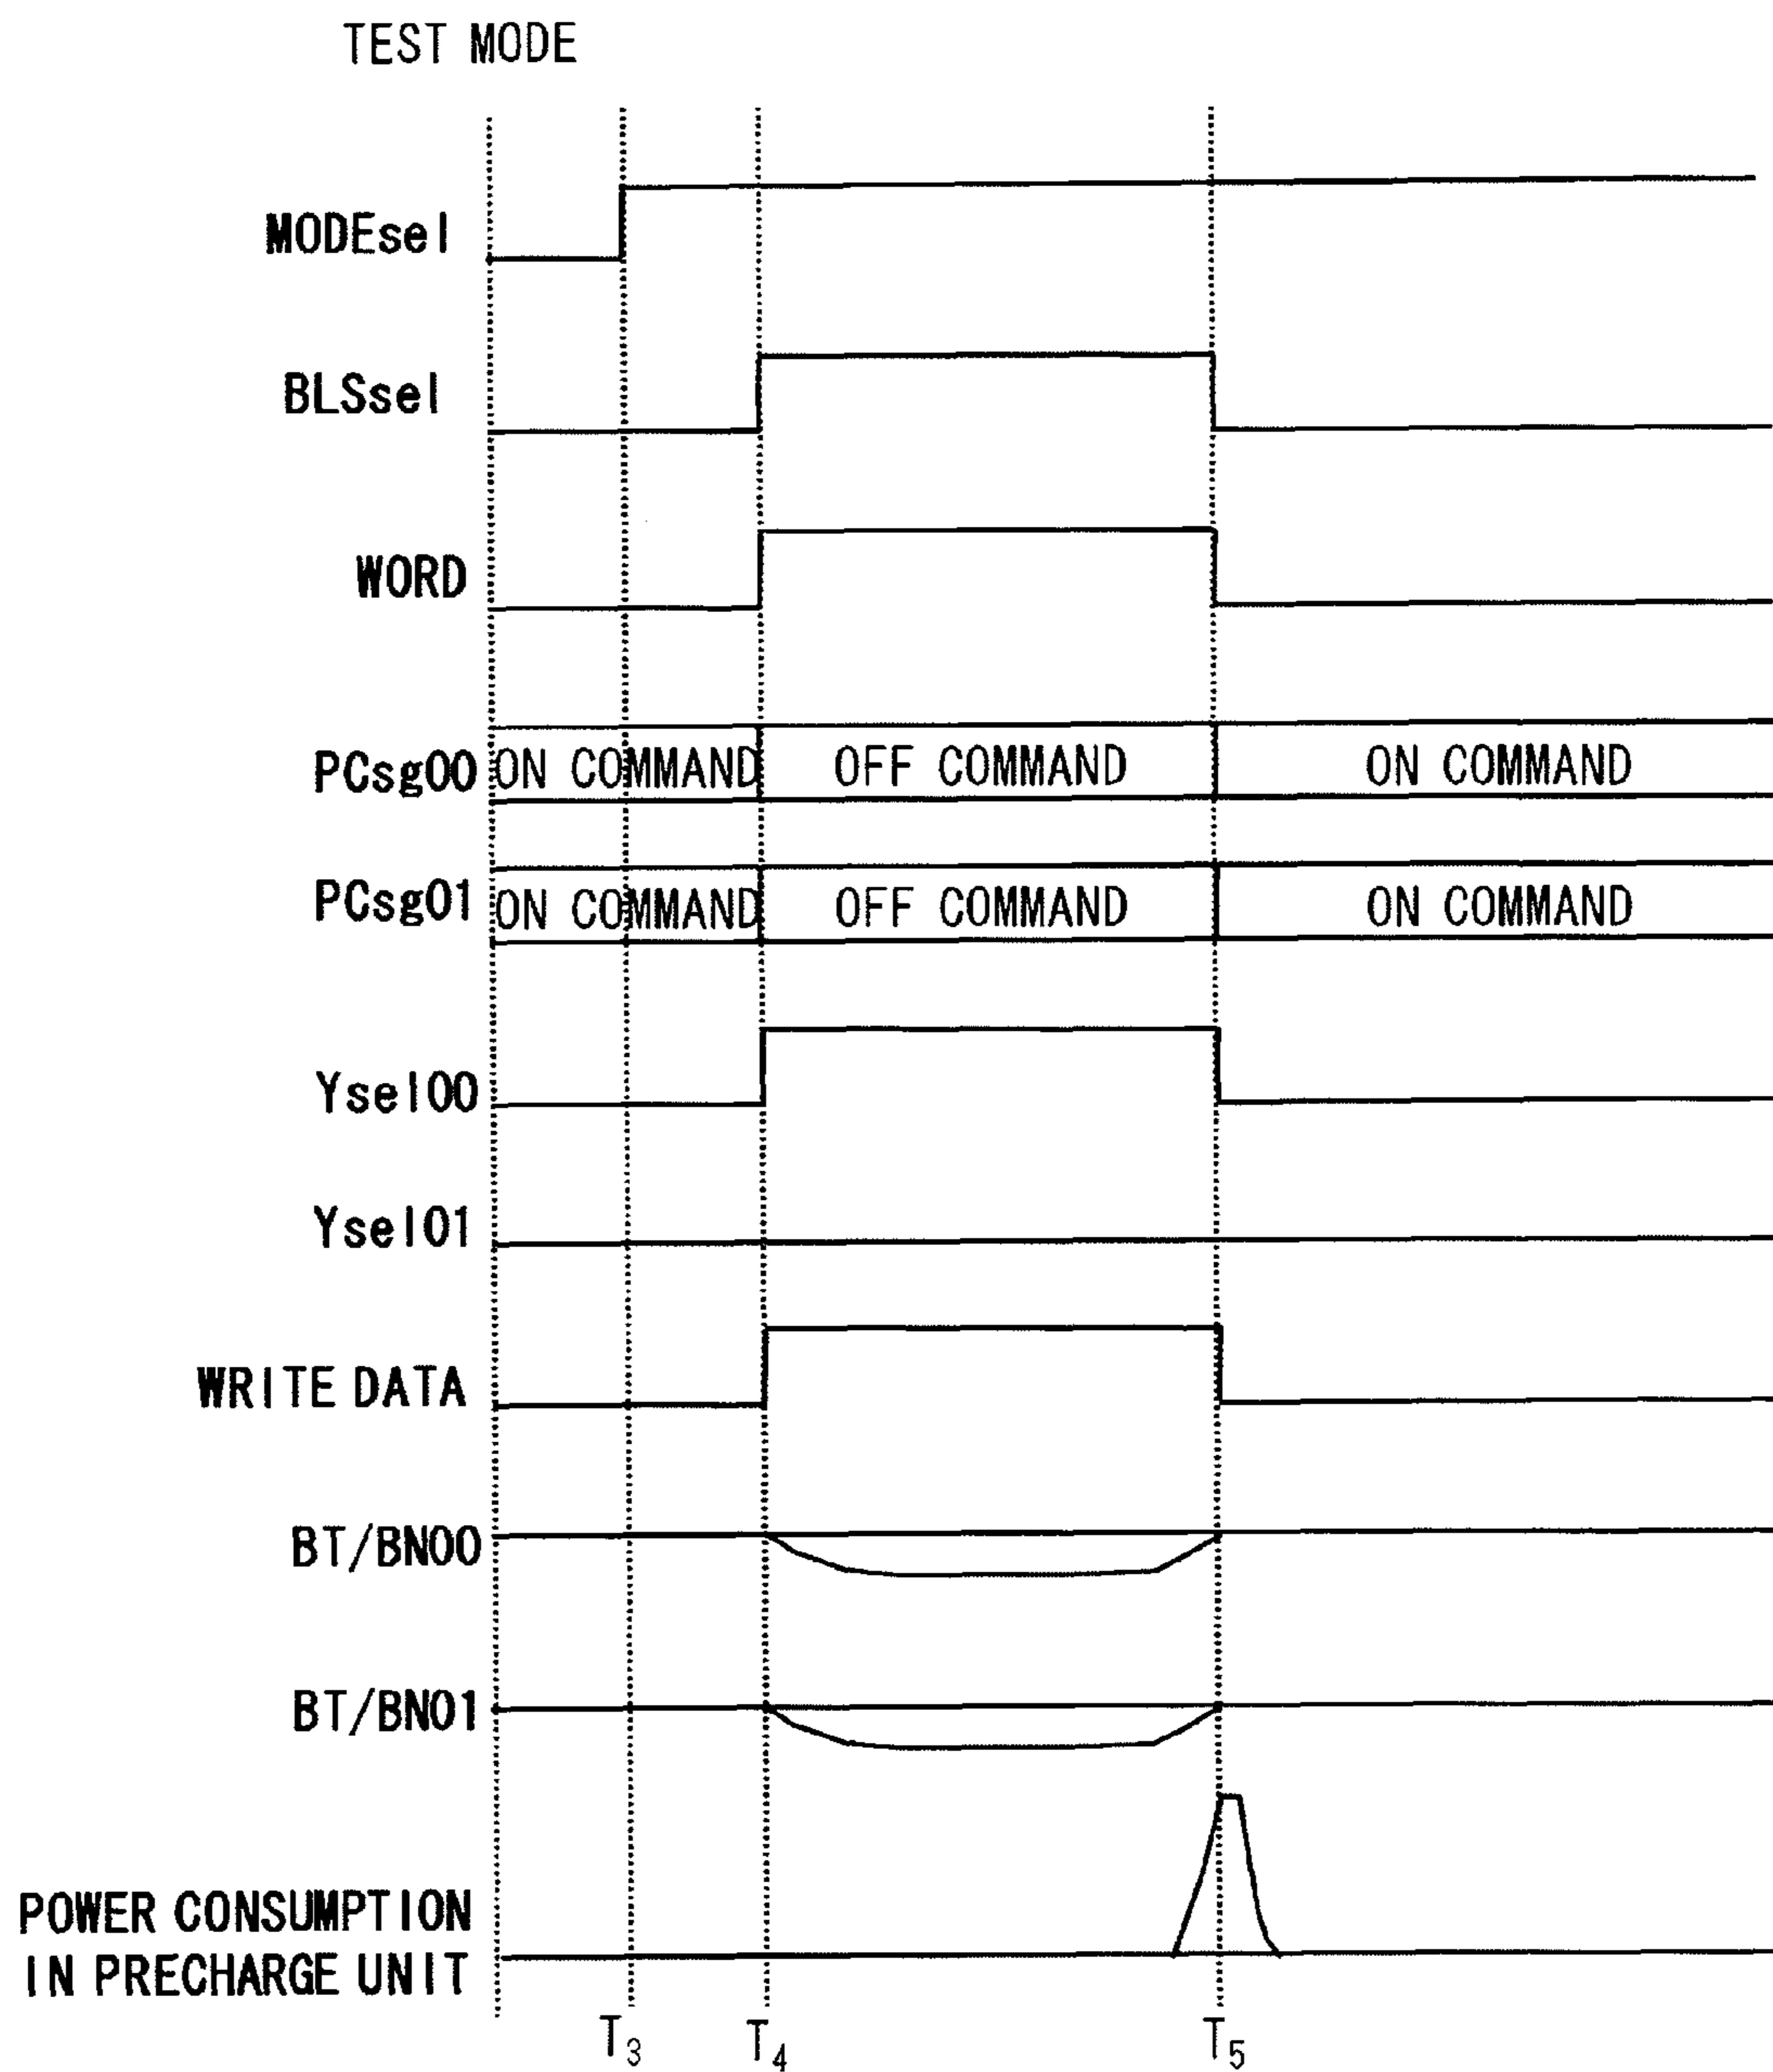 TEST MODE
MODEsel
BLSsel
WORD
PCsg00 ON COMMAND OFF COMMAND ON COMMAND
PCsg01 ON COMMAND OFF COMMAND ON COMMAND
Ysel00
Ysel01
WRITE DATA
BT/BN00
BT/BN01
POWER CONSUMPTION
IN PRECHARGE UNIT
T3 T4 T5